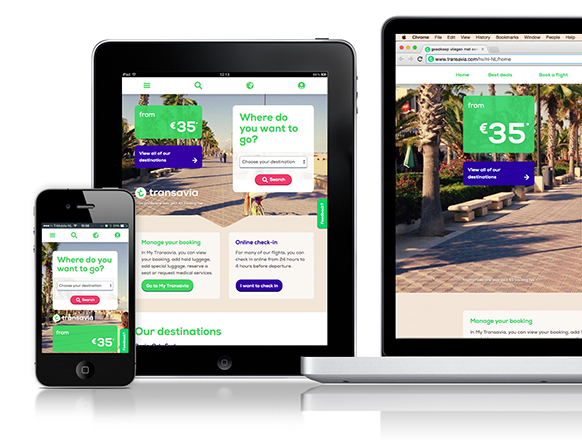 iPad
12:13
from
€35*
View all of our
destinations
Where do
you want to
go?
Choose your destination
Search
transavia
Feedback?
Manage your booking
In My Transavia, you can view
your booking, add hold luggage,
add special luggage, reserve a
seat or request medical services.
Go to My Transavia
Online check-in
For many of our flights, you can
check in online from 24 hours to
4 hours before departure.
I want to check in
Our destinations
Where do
you want to go?
Choose your destination
Search
transavia
from
€35*
Feedback?
Chrome File Edit View History Bookmarks Window People Help
www.transavia.com/hv/nl-NL/home
Home Best deals Book a flight
from
€35*
View all of our
destinations
Manage your booking
In My Transavia, you can view your booking, add